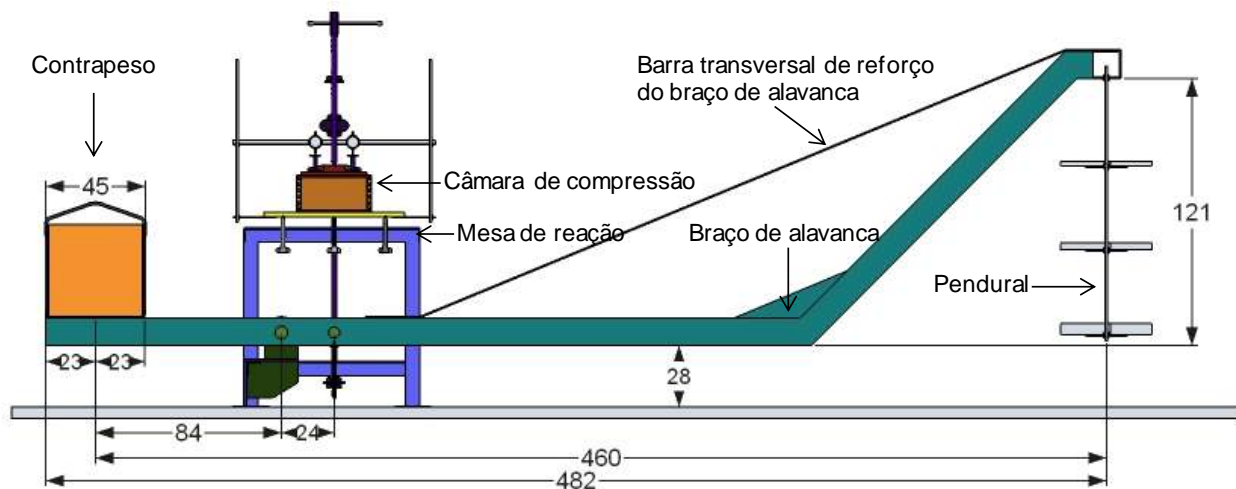 Contrapeso
Barra transversal de reforço
do braço de alavanca
45
Câmara de compressão
121
Mesa de reação
Braço de alavanca
Pendural
23
23
28
84
24
460
482